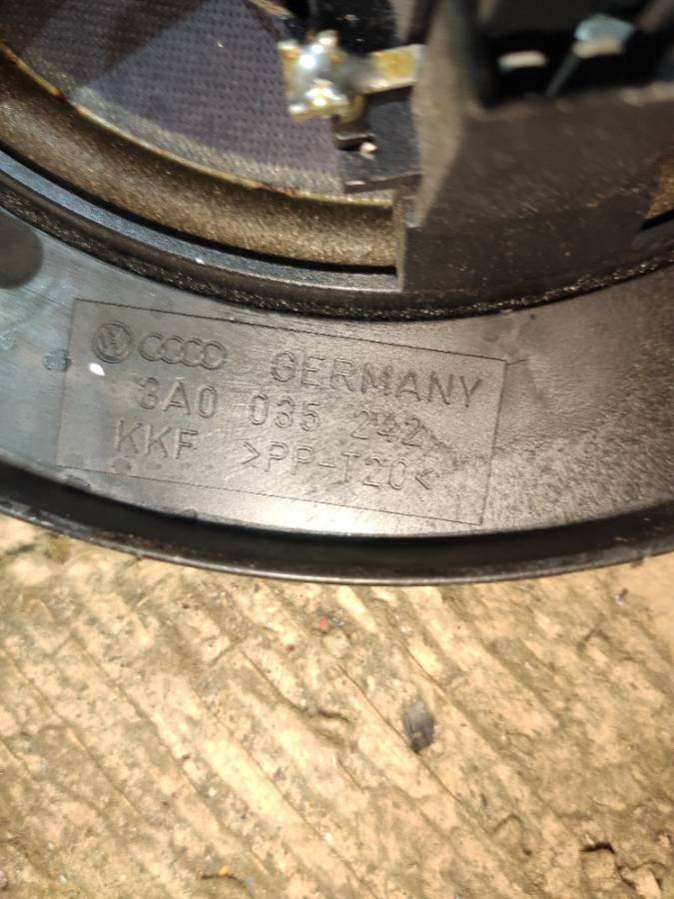 GERMANY
3A0 035 242
KKF >PP-T20<